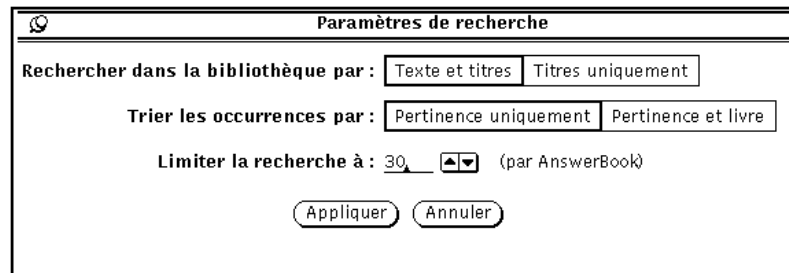 Paramètres de recherche
Rechercher dans la bibliothèque par : Texte et titres Titres uniquement
Trier les occurrences par : Pertinence uniquement Pertinence et livre
Limiter la recherche à : 30 (par AnswerBook)
Appliquer Annuler